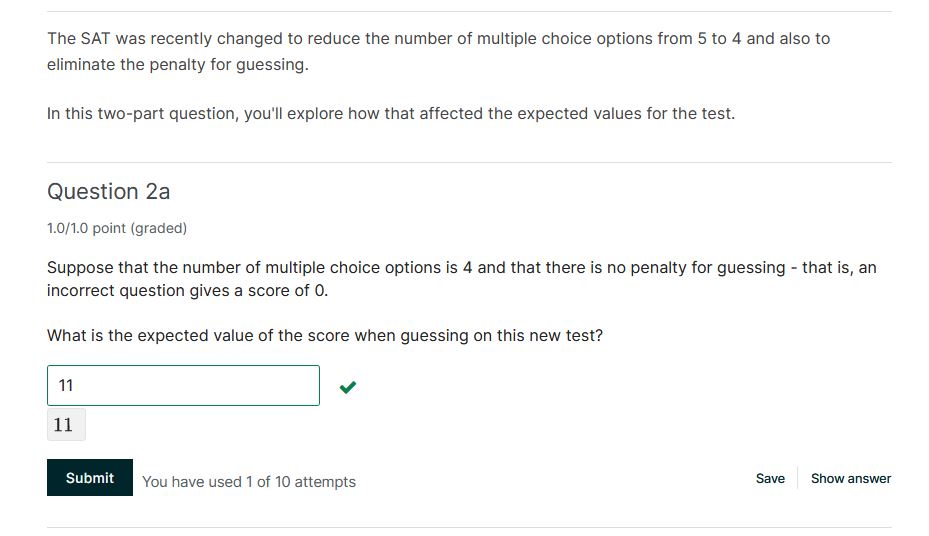 The SAT was recently changed to reduce the number of multiple choice options from 5 to 4 and also to
eliminate the penalty for guessing.
In this two-part question, you'll explore how that affected the expected values for the test.
Question 2a
1.0/1.0 point (graded)
Suppose that the number of multiple choice options is 4 and that there is no penalty for guessing - that is, an
incorrect question gives a score of 0.
What is the expected value of the score when guessing on this new test?
11
11
Submit You have used 1 of 10 attempts Save Show answer